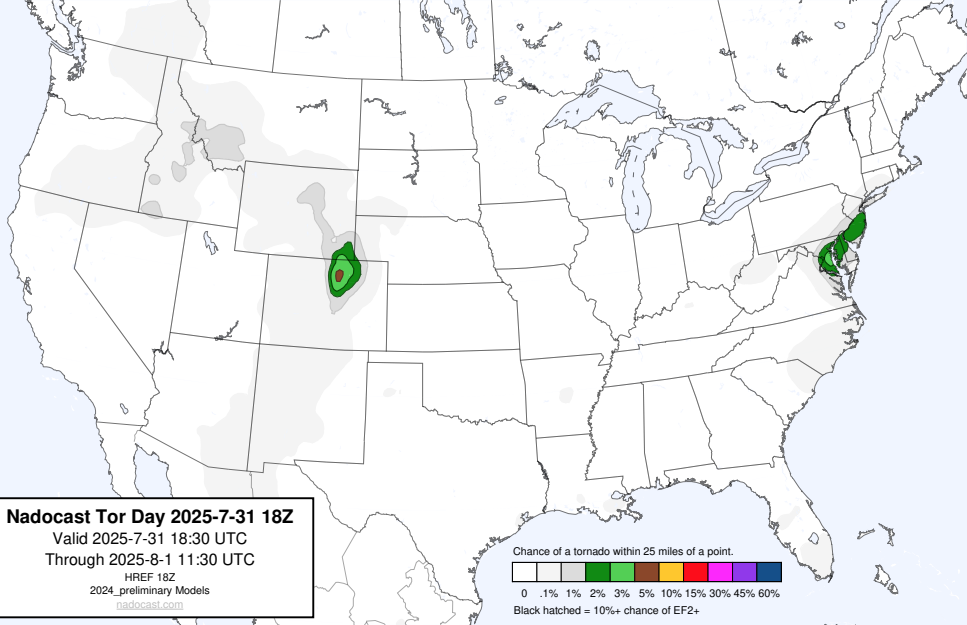 Nadocast Tor Day 2025-7-31 18Z
Valid 2025-7-31 18:30 UTC
Through 2025-8-1 11:30 UTC
HREF 18Z
2024_preliminary Models
nadocast.com
Chance of a tornado within 25 miles of a point.
0 .1% 1% 2% 3% 5% 10% 15% 30% 45% 60%
Black hatched = 10%+ chance of EF2+